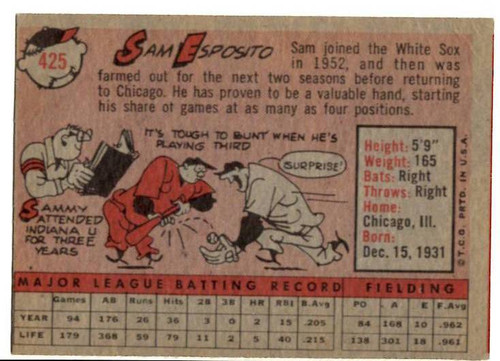 425
SAM ESPOSITO
Sam joined the White Sox
in 1952, and then was
farmed out for the next two seasons before returning
to Chicago. He has proven to be a valuable hand, starting
his share of games at as many as four positions.
IT'S TOUGH TO BUNT WHEN HE'S
PLAYING THIRD
SURPRISE!
SAMMY
ATTENDED
INDIANA U
FOR THREE
YEARS
Height: 5'9"
Weight: 165
Bats: Right
Throws: Right
Home:
Chicago, Ill.
Born:
Dec. 15, 1931
© T.C.G. PRTD. IN U.S.A.
MAJOR LEAGUE BATTING RECORD FIELDING
Games AB Runs Hits 2B 3B HR RBI B.Avg PO A E F.Avg
YEAR 94 176 26 36 3 0 2 15 .205 84 168 10 .962
LIFE 179 368 59 79 11 2 5 40 .215 138 301 18 .961